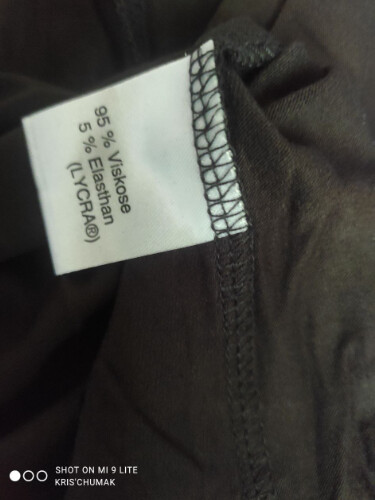 95 % Viskose
5 % Elasthan
(LYCRA®)
SHOT ON MI 9 LITE
KRIS'CHUMAK